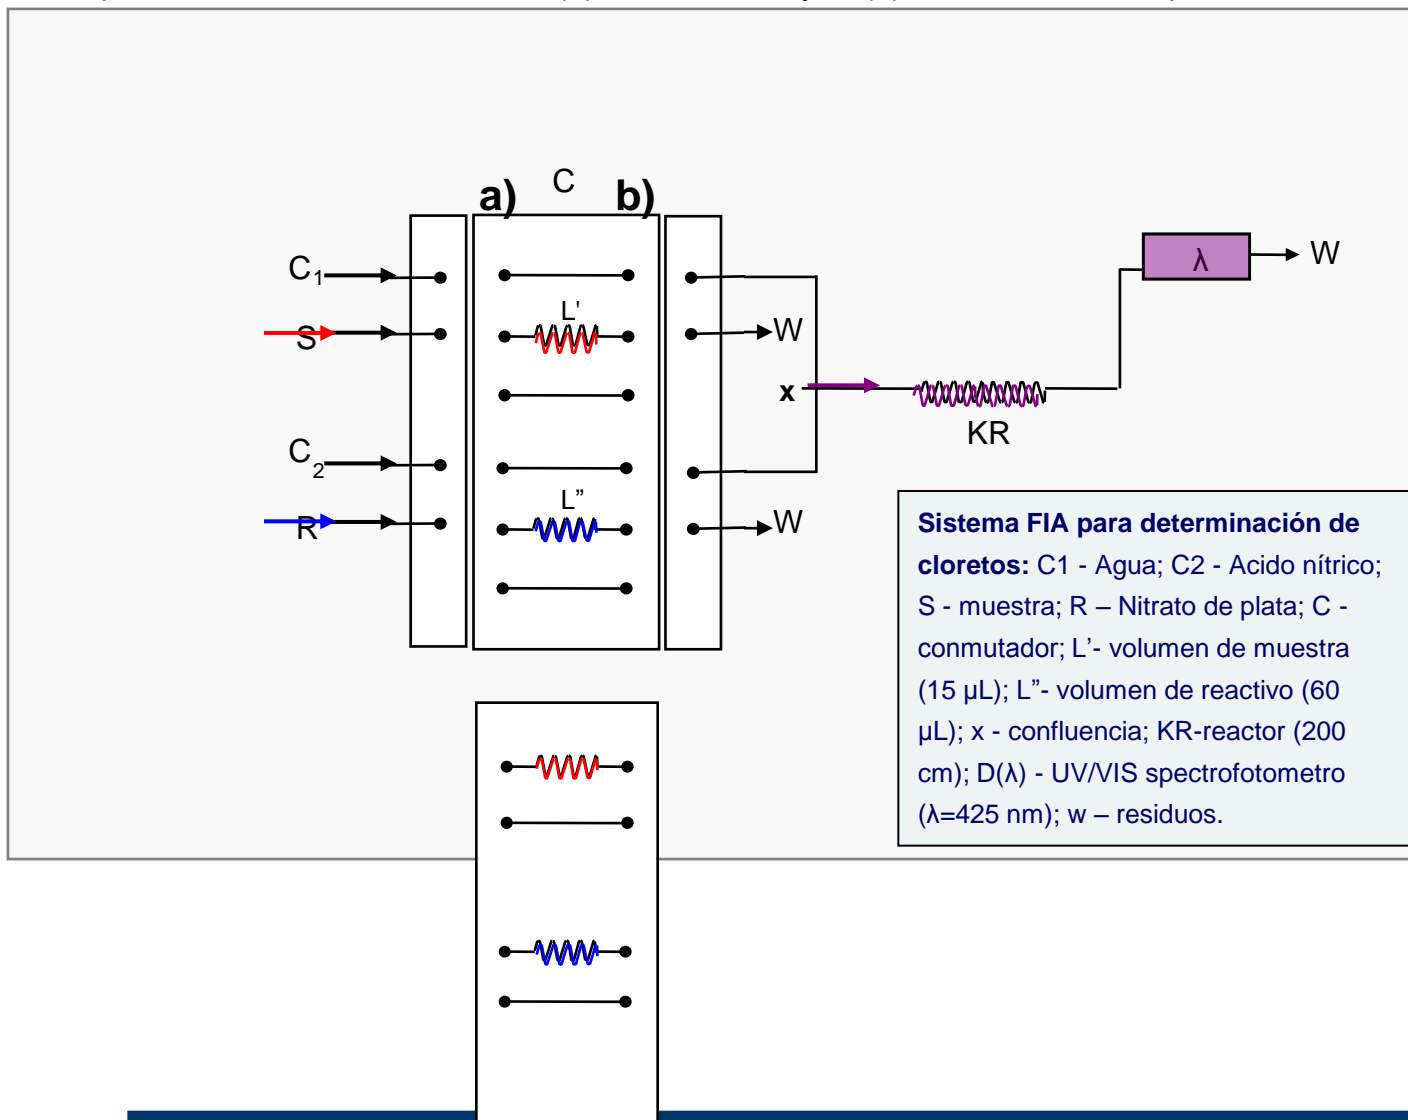 a) C b)
C1
S
L'
W
x
KR
λ
W
C2
R
L”
W
Sistema FIA para determinación de
cloretos: C1 - Agua; C2 - Acido nítrico;
S - muestra; R – Nitrato de plata; C -
conmutador; L’- volumen de muestra
(15 µL); L”- volumen de reactivo (60
µL); x - confluencia; KR-reactor (200
cm); D(λ) - UV/VIS spectrofotometro
(λ=425 nm); w – residuos.